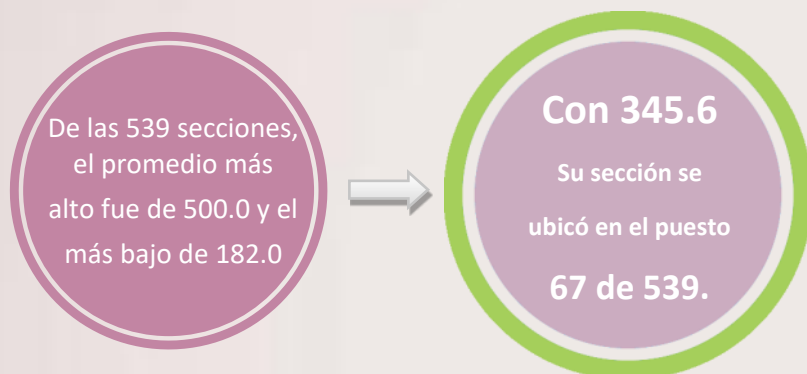 De las 539 secciones,
el promedio más
alto fue de 500.0 y el
más bajo de 182.0
Con 345.6
Su sección se
ubicó en el puesto
67 de 539.